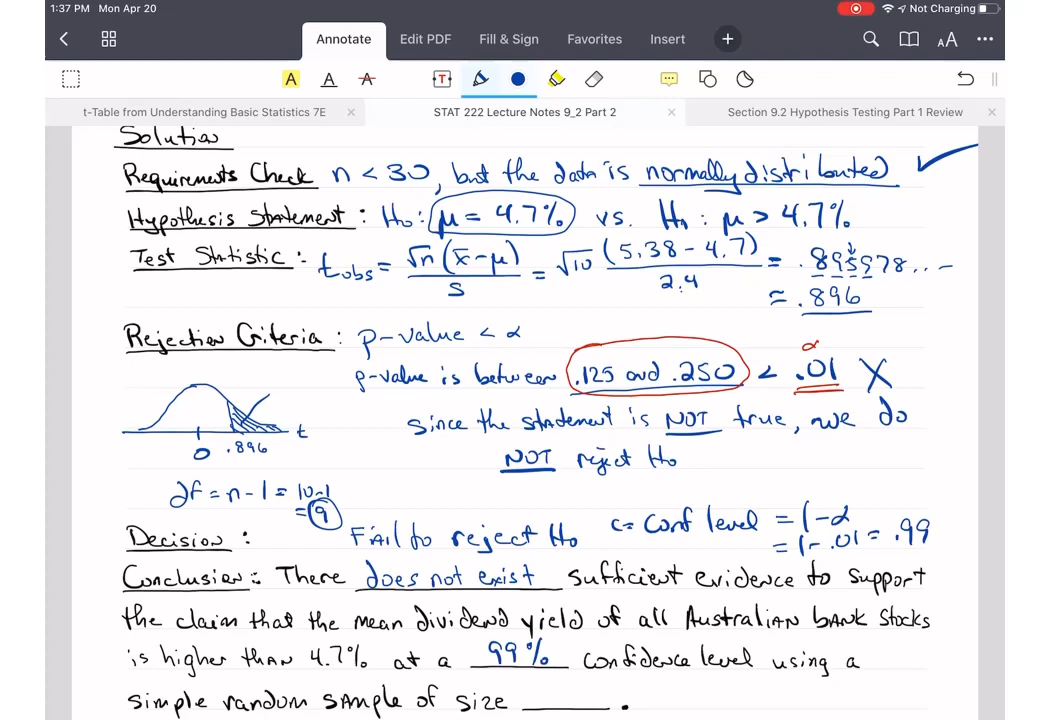 1:37 PM Mon Apr 20
Not Charging
Annotate Edit PDF Fill & Sign Favorites Insert +
A A A T AA
t-Table from Understanding Basic Statistics 7E × STAT 222 Lecture Notes 9_2 Part 2 × Section 9.2 Hypothesis Testing Part 1 Review ×
Solution
Requirements Check n < 30, but the data is normally distributed ✓
Hypothesis Statement : H0: μ = 4.7% vs. HA : μ > 4.7%
Test Statistic : tobs = √n (x̄ - μ) / s = √10 (5.38 - 4.7) / 2.4 = .895978... -
≈ .896
Rejection Criteria : p-value < α
α
p-value is between .125 and .250 < .01 X
since the statement is NOT true, we do
NOT reject H0
0 .896 t
df = n - 1 = 10-1
= 9
c = conf level = 1 - α
= 1 - .01 = .99
Decision : FAIL to reject H0
Conclusion : There does not exist sufficient evidence to support
the claim that the mean dividend yield of all Australian bank stocks
is higher than 4.7% at a 99% confidence level using a
simple random sample of size ______ .